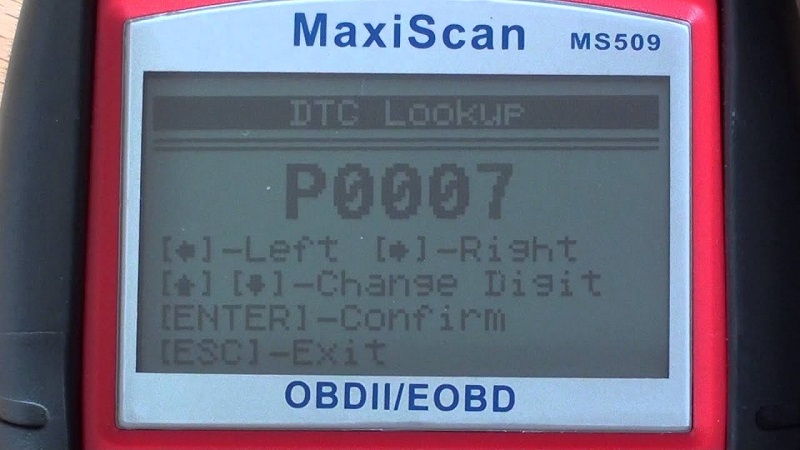 MaxiScan MS509
DTC Lookup
P0007
[←]-Left [→]-Right
[↑][↓]-Change Digit
[ENTER]-Confirm
[ESC]-Exit
OBDII/EOBD